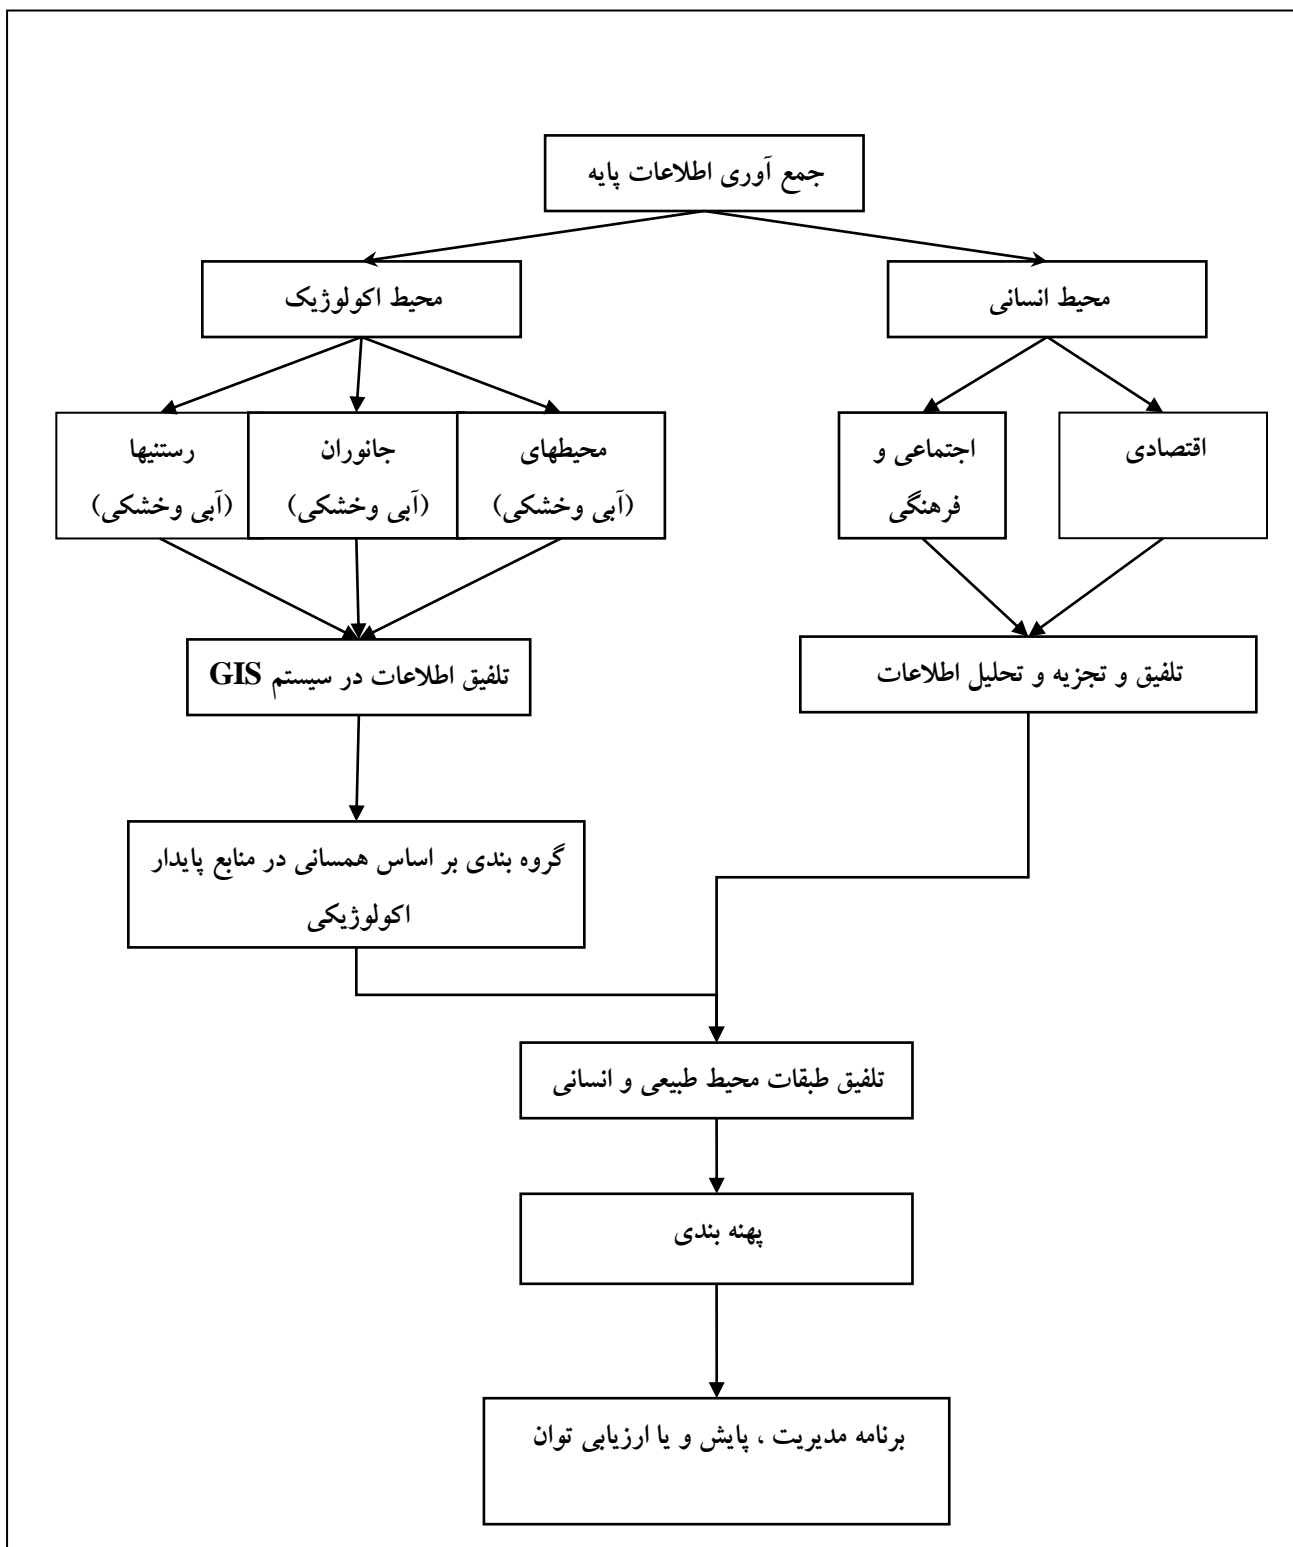 جمع آوری اطلاعات پایه
محیط انسانی
محیط اکولوژیک
اقتصادی
اجتماعی و
فرهنگی
محیطهای
(آبی وخشکی)
جانوران
(آبی وخشکی)
رستنیها
(آبی وخشکی)
تلفیق و تجزیه و تحلیل اطلاعات
تلفیق اطلاعات در سیستم GIS
گروه بندی بر اساس همسانی در منابع پایدار
اکولوژیکی
تلفیق طبقات محیط طبیعی و انسانی
پهنه بندی
برنامه مدیریت ، پایش و یا ارزیابی توان